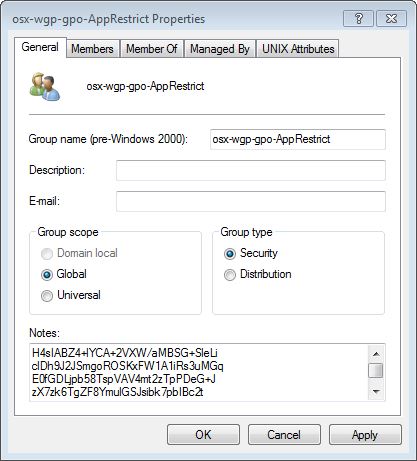 osx-wgp-gpo-AppRestrict Properties
General Members Member Of Managed By UNIX Attributes
osx-wgp-gpo-AppRestrict
Group name (pre-Windows 2000): osx-wgp-gpo-AppRestrict
Description:
E-mail:
Group scope Group type
Domain local Security
Global Distribution
Universal
Notes:
H4sIABZ4+IYCA+2VXW/aMBSG+SleLi
cIDh9J2JSmgoROSKxFW1A1iRs3uMGq
E0fGDLjpb58TspVAV4mt2zTpPDeG+J
zX7zk6TgZF8YmulGSJsibk7pbIBc2t
OK Cancel Apply